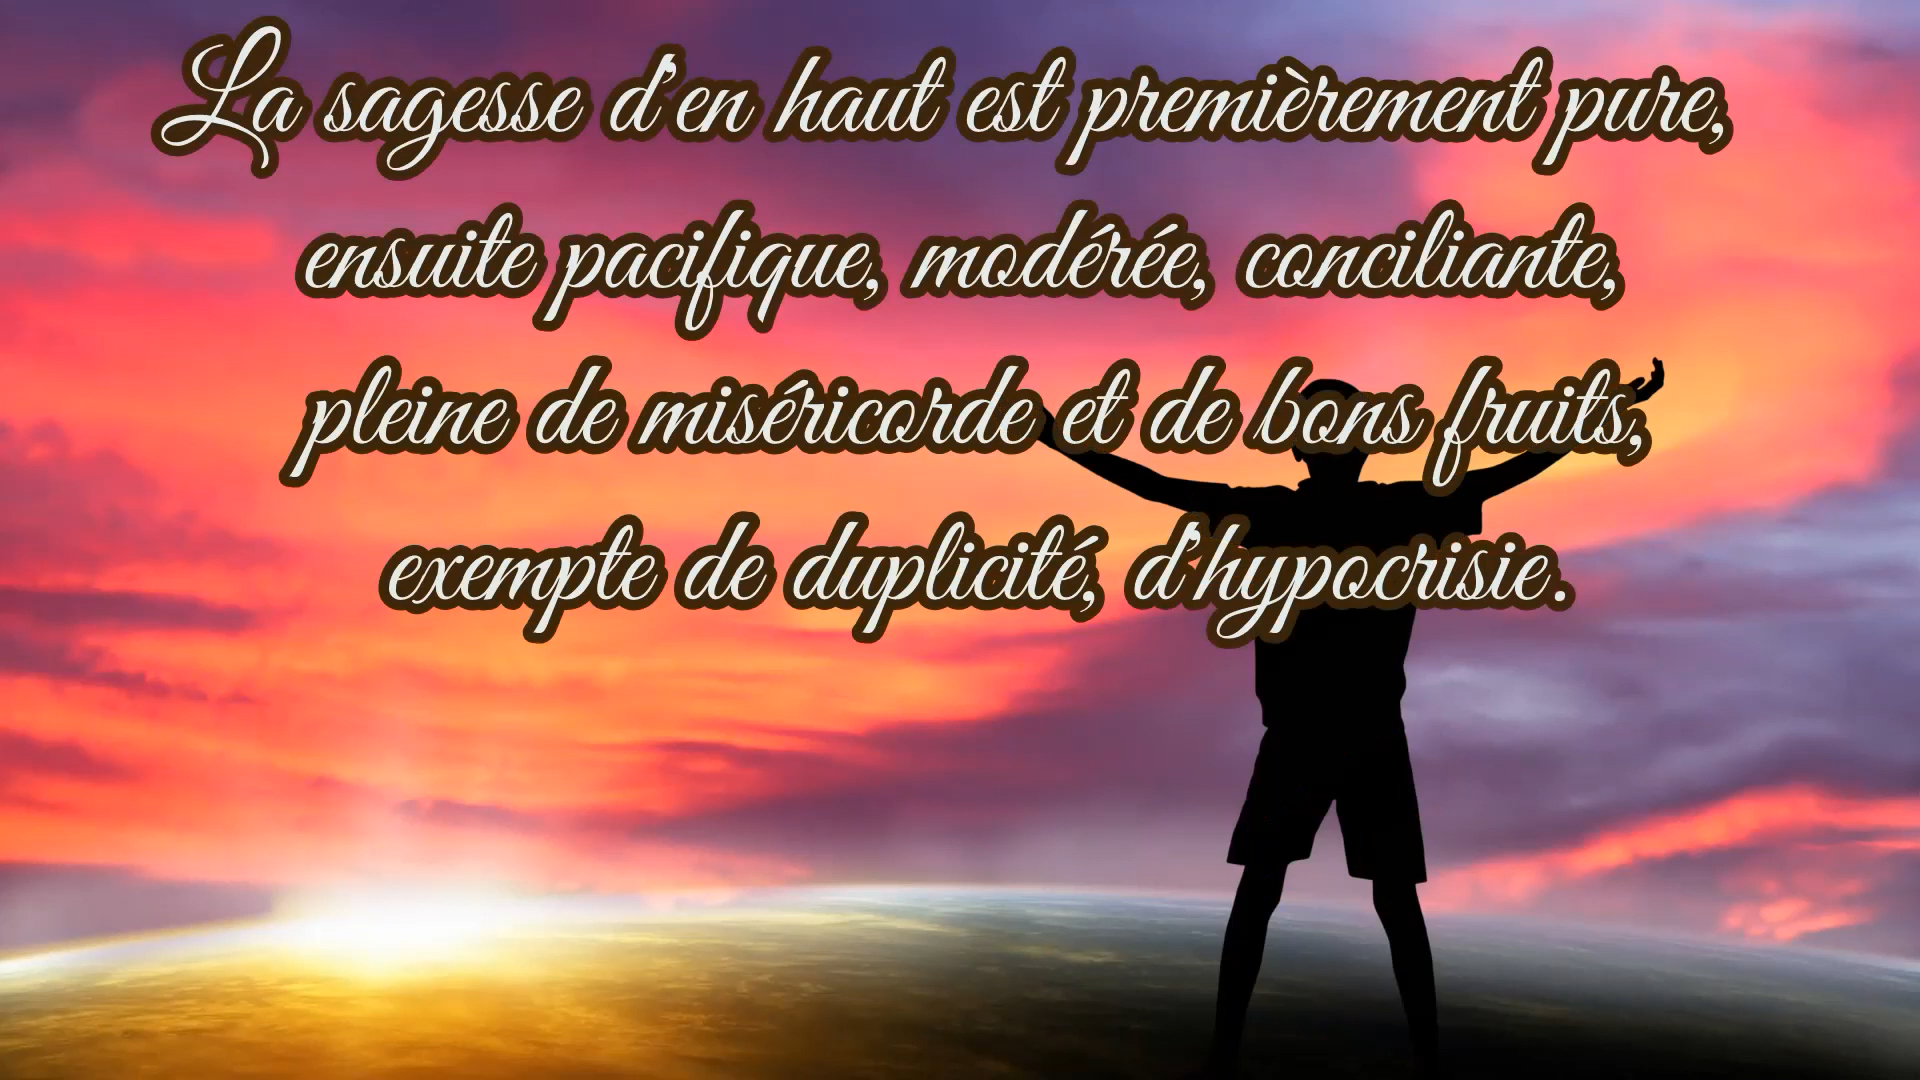 La sagesse d'en haut est premièrement pure,
ensuite pacifique, modérée, conciliante,
pleine de miséricorde et de bons fruits,
exempte de duplicité, d'hypocrisie.